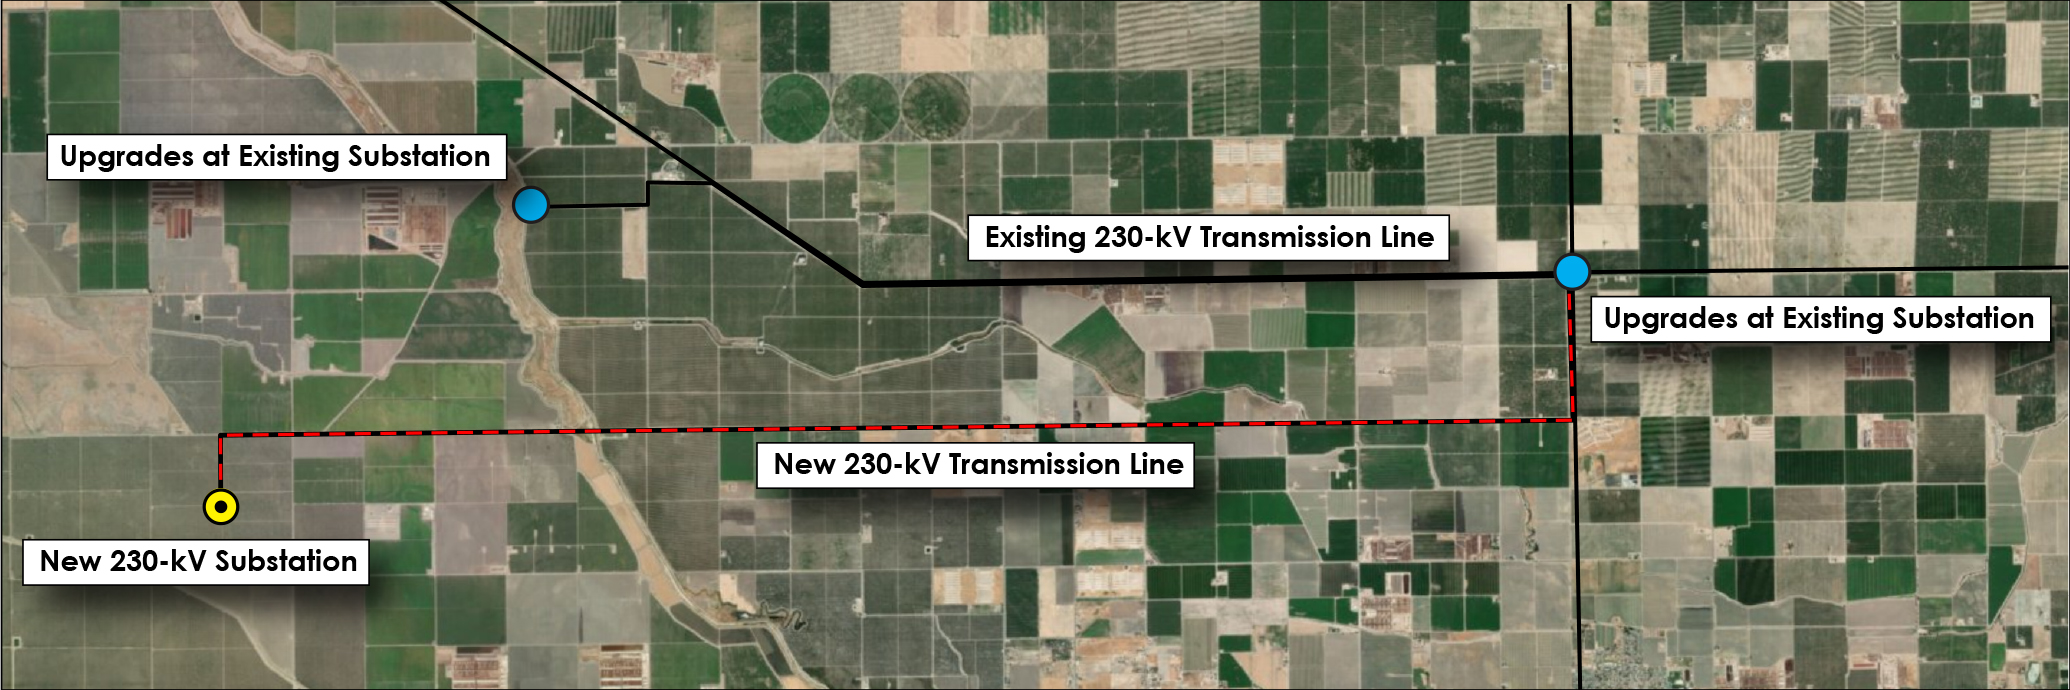 Upgrades at Existing Substation
Existing 230-kV Transmission Line
Upgrades at Existing Substation
New 230-kV Transmission Line
New 230-kV Substation